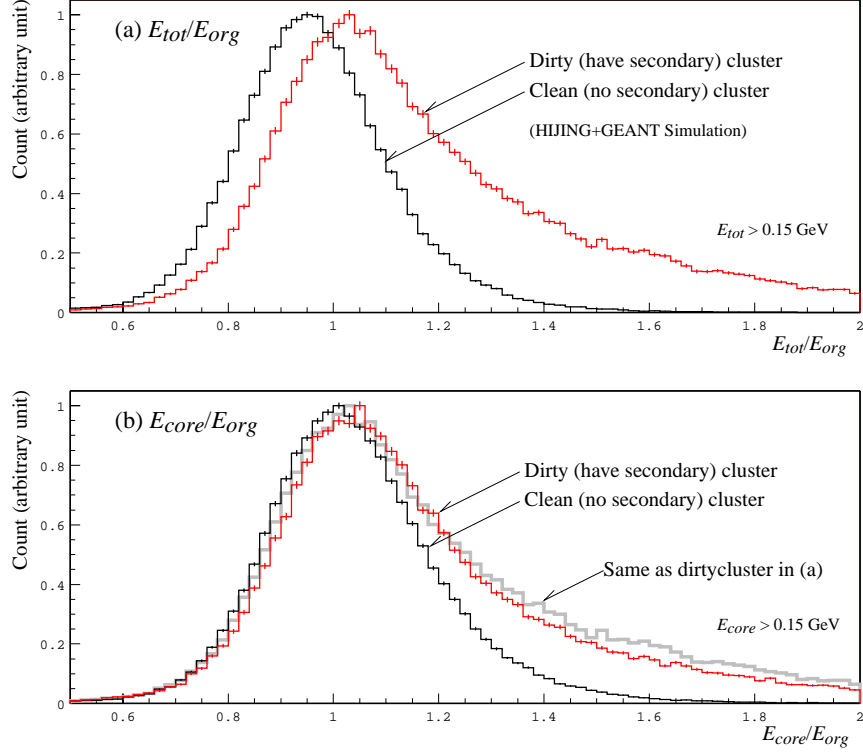 (a) Etot/Eorg
Count (arbitrary unit)
1
0.8
0.6
0.4
0.2
0
Dirty (have secondary) cluster
Clean (no secondary) cluster
(HIJING+GEANT Simulation)
Etot > 0.15 GeV
0.6 0.8 1 1.2 1.4 1.6 1.8 2
Etot/Eorg
(b) Ecore/Eorg
Count (arbitrary unit)
1
0.8
0.6
0.4
0.2
0
Dirty (have secondary) cluster
Clean (no secondary) cluster
Same as dirtycluster in (a)
Ecore > 0.15 GeV
0.6 0.8 1 1.2 1.4 1.6 1.8 2
Ecore/Eorg